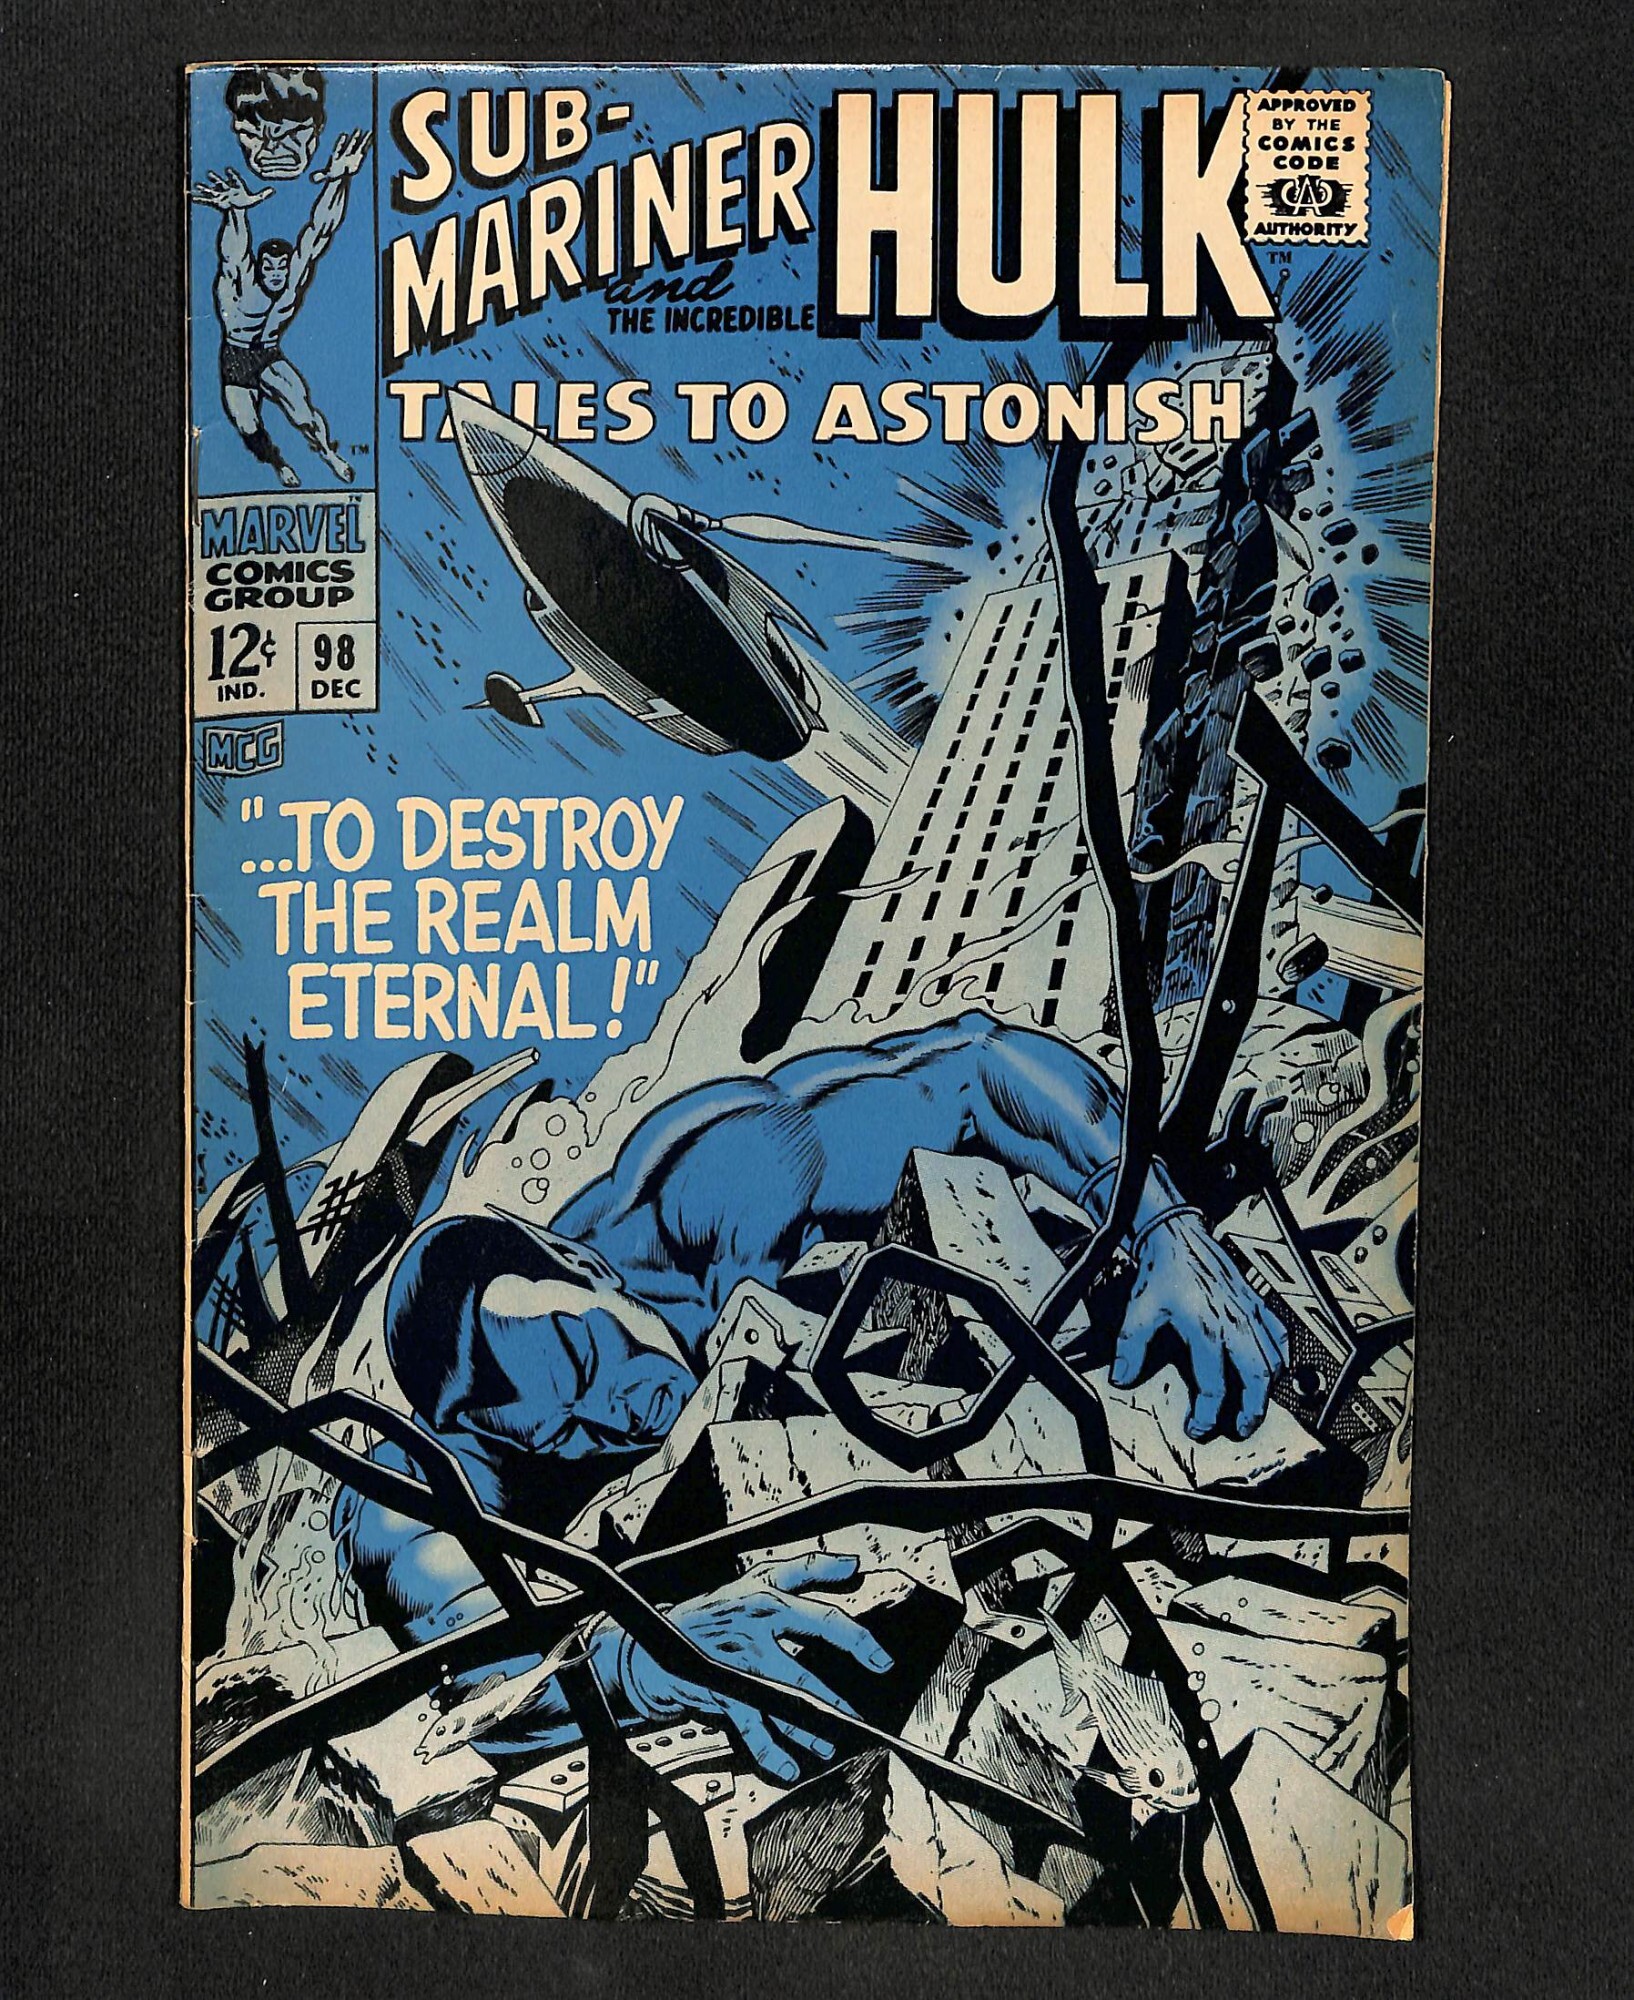 SUB-
MARINER
and
THE INCREDIBLE
HULK
TM
APPROVED
BY THE
COMICS
CODE
CA
AUTHORITY
TALES TO ASTONISH
TM
MARVEL
TM
COMICS
GROUP
12¢
IND.
98
DEC
MCG
"...TO DESTROY
THE REALM
ETERNAL!"